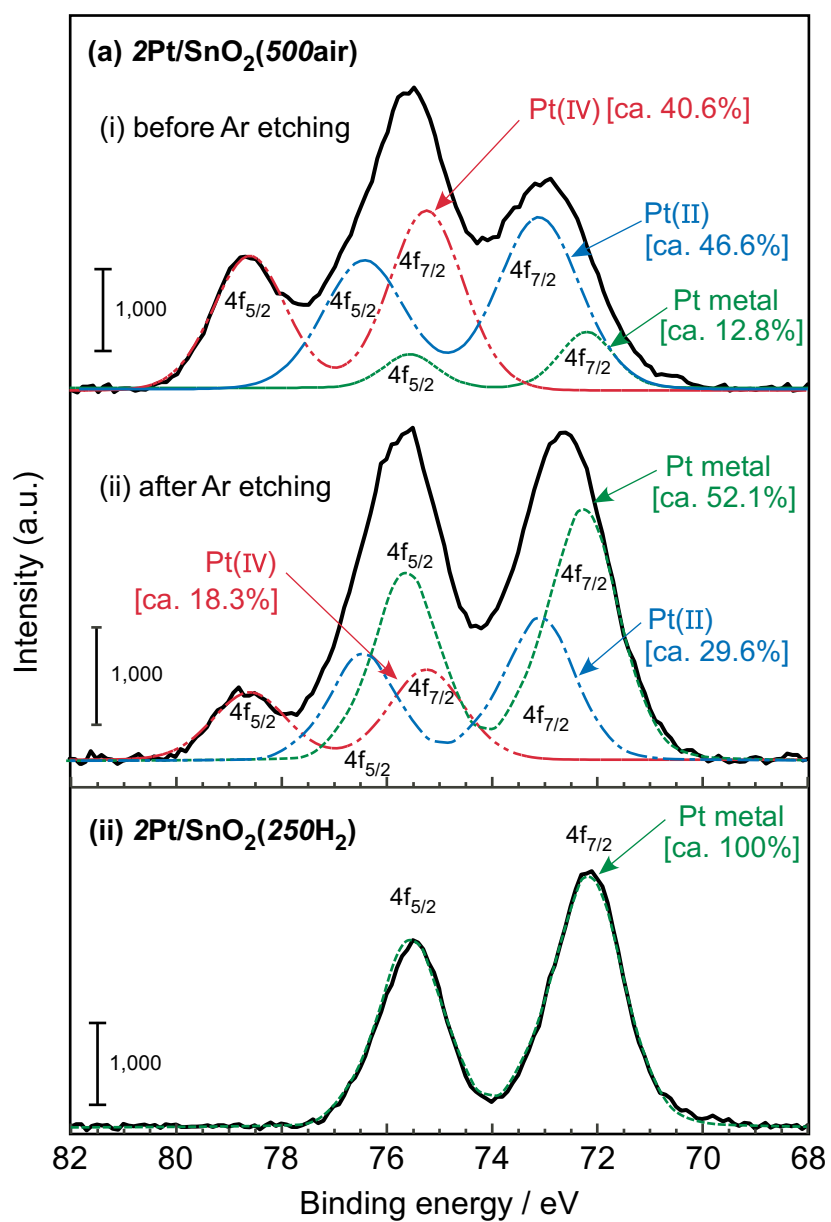 (a) 2Pt/SnO₂(500air)
(i) before Ar etching
Pt(IV) [ca. 40.6%]
Pt(II)
[ca. 46.6%]
Pt metal
[ca. 12.8%]
1,000
4f₅/₂
4f₅/₂
4f₇/₂
4f₇/₂
4f₅/₂
4f₇/₂
(ii) after Ar etching
Pt metal
[ca. 52.1%]
Pt(IV)
[ca. 18.3%]
Pt(II)
[ca. 29.6%]
1,000
4f₅/₂
4f₇/₂
4f₅/₂
4f₇/₂
4f₇/₂
4f₅/₂
(ii) 2Pt/SnO₂(250H₂)
Pt metal
[ca. 100%]
4f₇/₂
4f₅/₂
1,000
82 80 78 76 74 72 70 68
Binding energy / eV
Intensity (a.u.)